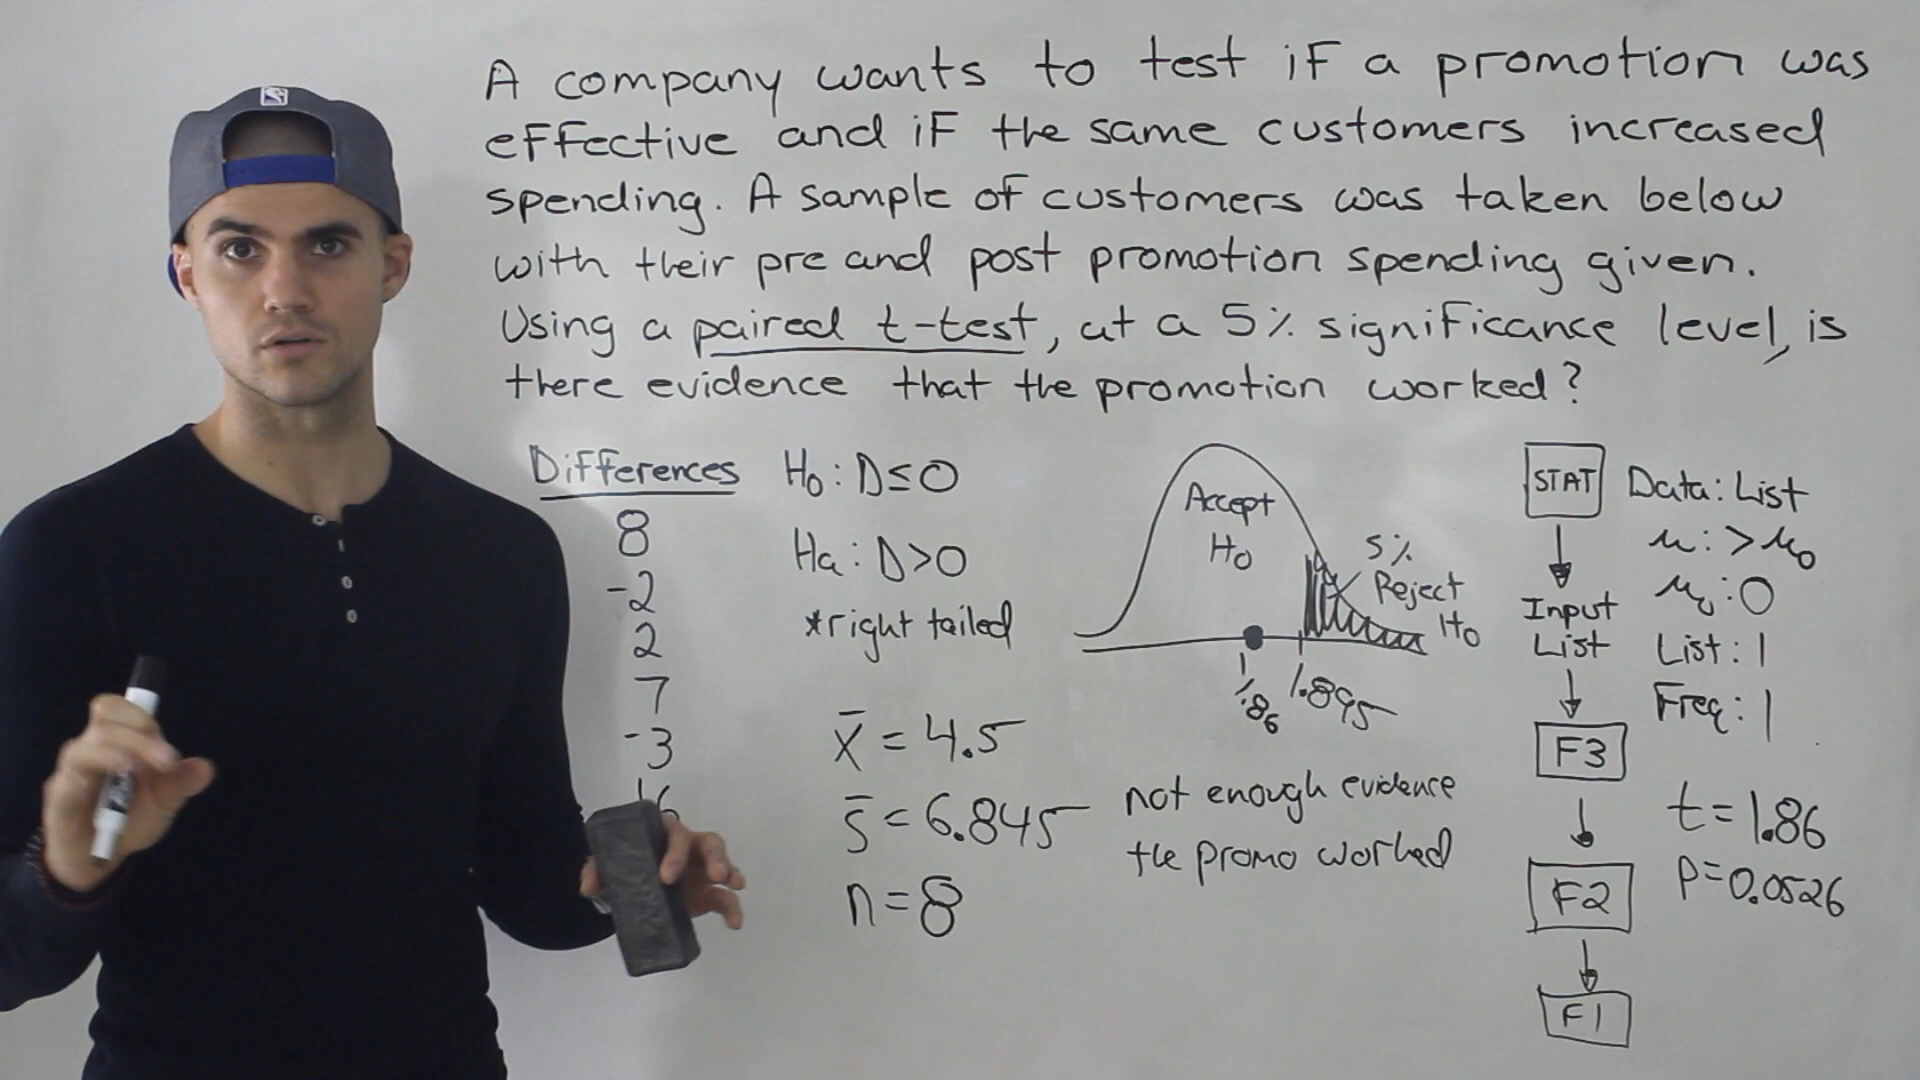 A company wants to test if a promotion was
effective and if the same customers increased
spending. A sample of customers was taken below
with their pre and post promotion spending given.
Using a paired t-test, at a 5% significance level, is
there evidence that the promotion worked?
Differences
8
-2
2
7
-3
16
H₀: D≤0
Ha: D>0
*right tailed
x̄ = 4.5
s̄ = 6.845
n = 8
Accept
H₀
5%
Reject
H₀
1.86
1.895
not enough evidence
the promo worked
STAT
Input
List
F3
F2
F1
Data: List
μ: >μ₀
μ₀: 0
List: 1
Freq: 1
t = 1.86
P = 0.0526